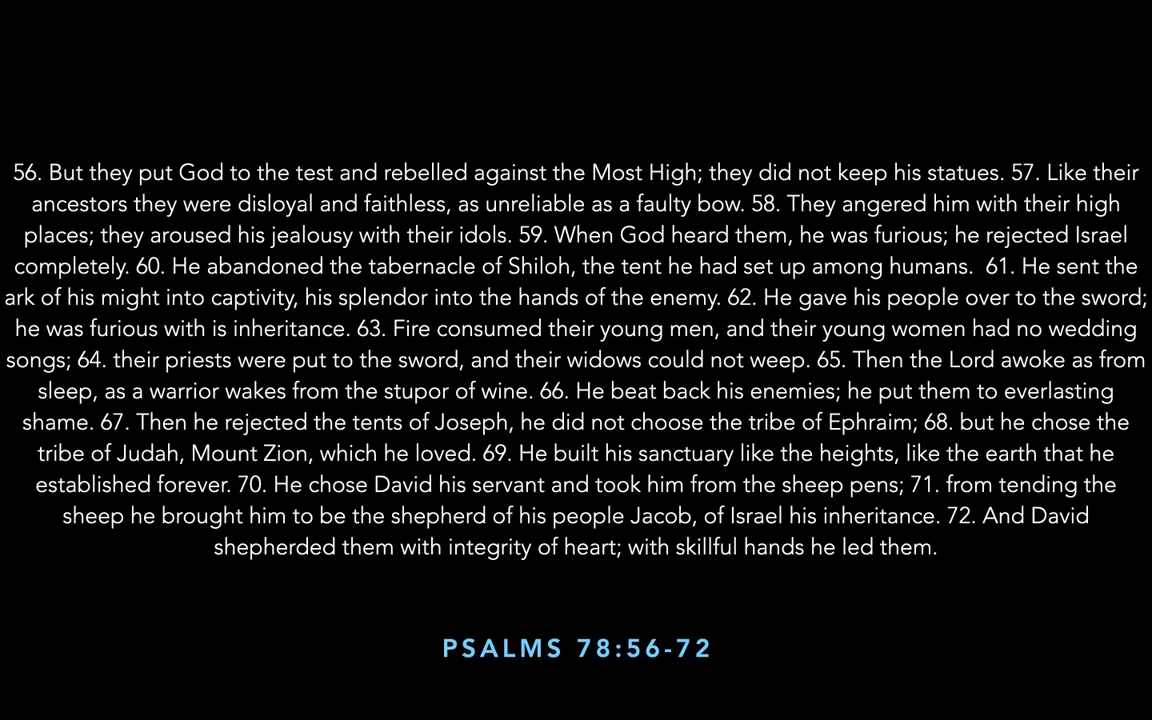 56. But they put God to the test and rebelled against the Most High; they did not keep his statues. 57. Like their
ancestors they were disloyal and faithless, as unreliable as a faulty bow. 58. They angered him with their high
places; they aroused his jealousy with their idols. 59. When God heard them, he was furious; he rejected Israel
completely. 60. He abandoned the tabernacle of Shiloh, the tent he had set up among humans.  61. He sent the
ark of his might into captivity, his splendor into the hands of the enemy. 62. He gave his people over to the sword;
he was furious with is inheritance. 63. Fire consumed their young men, and their young women had no wedding
songs; 64. their priests were put to the sword, and their widows could not weep. 65. Then the Lord awoke as from
sleep, as a warrior wakes from the stupor of wine. 66. He beat back his enemies; he put them to everlasting
shame. 67. Then he rejected the tents of Joseph, he did not choose the tribe of Ephraim; 68. but he chose the
tribe of Judah, Mount Zion, which he loved. 69. He built his sanctuary like the heights, like the earth that he
established forever. 70. He chose David his servant and took him from the sheep pens; 71. from tending the
sheep he brought him to be the shepherd of his people Jacob, of Israel his inheritance. 72. And David
shepherded them with integrity of heart; with skillful hands he led them.
PSALMS 78:56-72